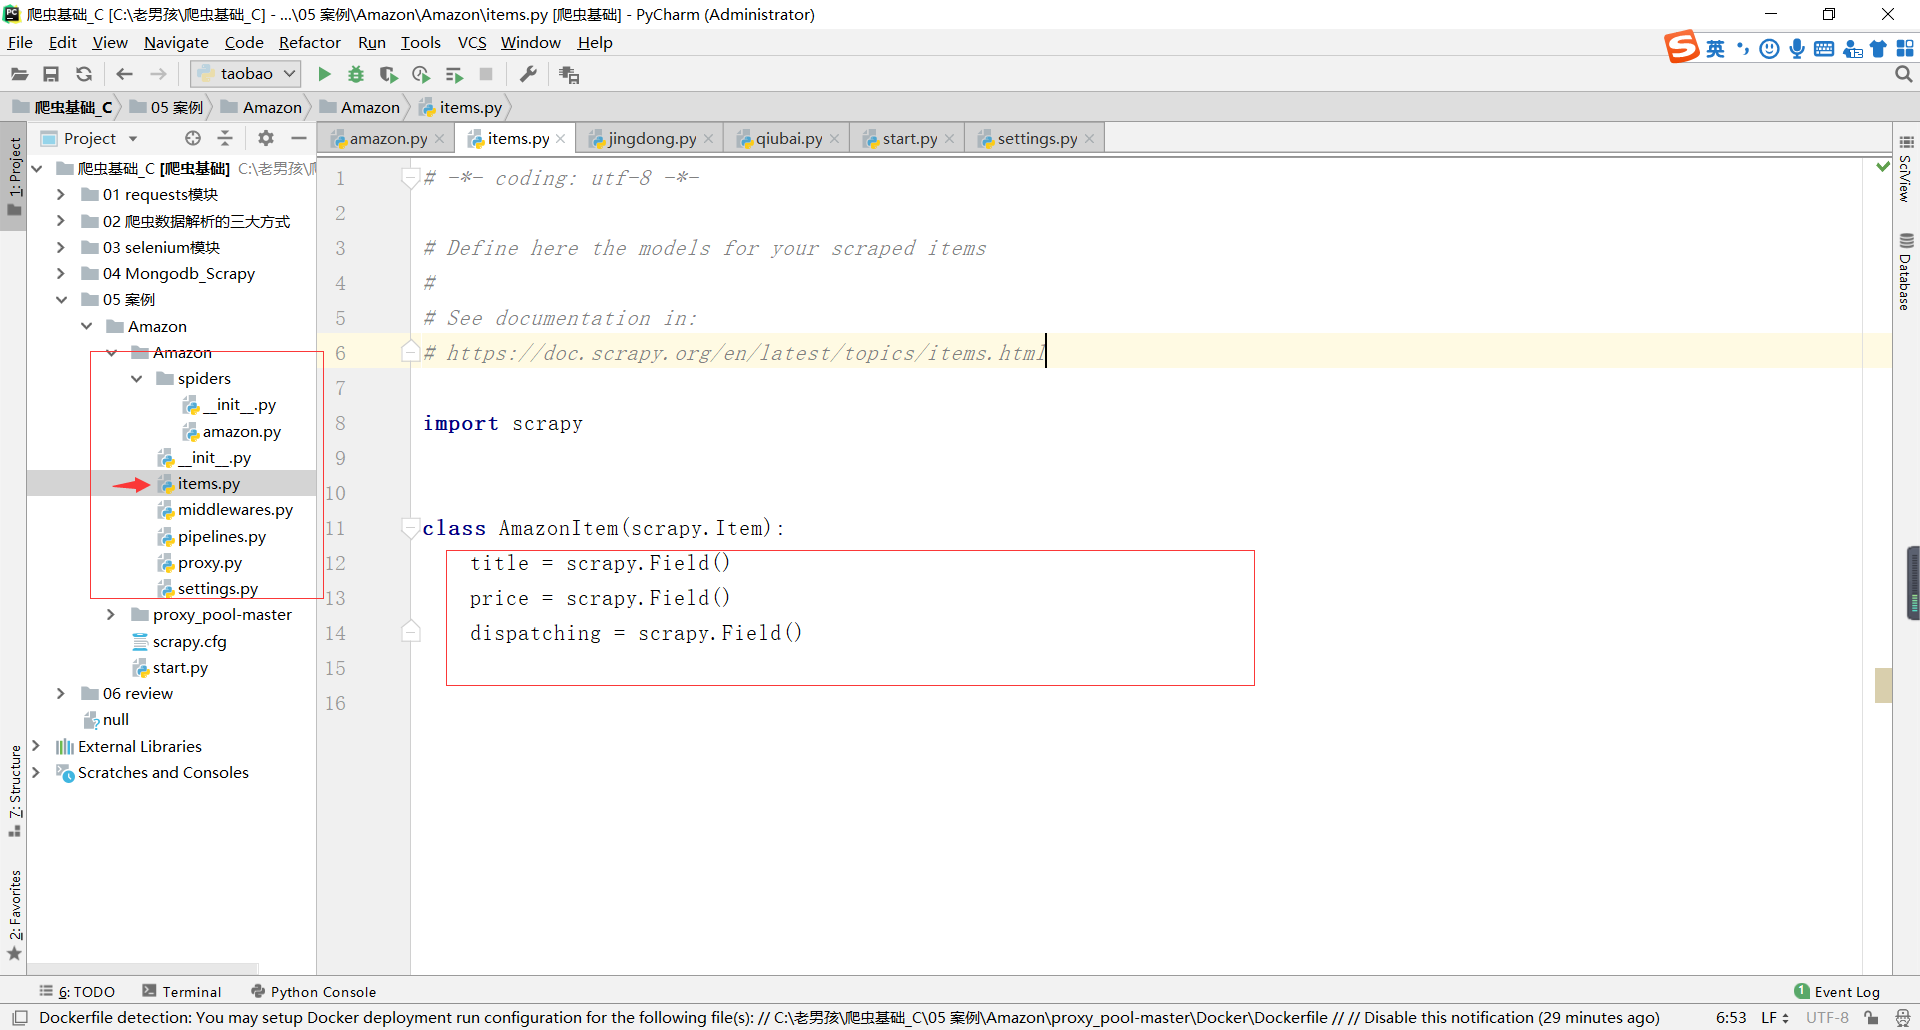 爬虫基础_C [C:\老男孩\爬虫基础_C] - ...\05 案例\Amazon\Amazon\items.py [爬虫基础] - PyCharm (Administrator)
File Edit View Navigate Code Refactor Run Tools VCS Window Help
英
taobao
爬虫基础_C 05 案例 Amazon Amazon items.py
Project
amazon.py items.py jingdong.py qiubai.py start.py settings.py
1: Project
爬虫基础_C [爬虫基础] C:\老男孩\
01 requests模块
02 爬虫数据解析的三大方式
03 selenium模块
04 Mongodb_Scrapy
05 案例
Amazon
Amazon
spiders
__init__.py
amazon.py
__init__.py
items.py
middlewares.py
pipelines.py
proxy.py
settings.py
proxy_pool-master
scrapy.cfg
start.py
06 review
null
External Libraries
Scratches and Consoles
7: Structure
2: Favorites
1 # -*- coding: utf-8 -*-
2
3 # Define here the models for your scraped items
4 #
5 # See documentation in:
6 # https://doc.scrapy.org/en/latest/topics/items.html
7
8 import scrapy
9
10
11 class AmazonItem(scrapy.Item):
12 title = scrapy.Field()
13 price = scrapy.Field()
14 dispatching = scrapy.Field()
15
16
SciView
Database
6: TODO Terminal Python Console
1 Event Log
Dockerfile detection: You may setup Docker deployment run configuration for the following file(s): // C:\老男孩\爬虫基础_C\05 案例\Amazon\proxy_pool-master\Docker\Dockerfile // // Disable this notification (29 minutes ago) 6:53 LF UTF-8